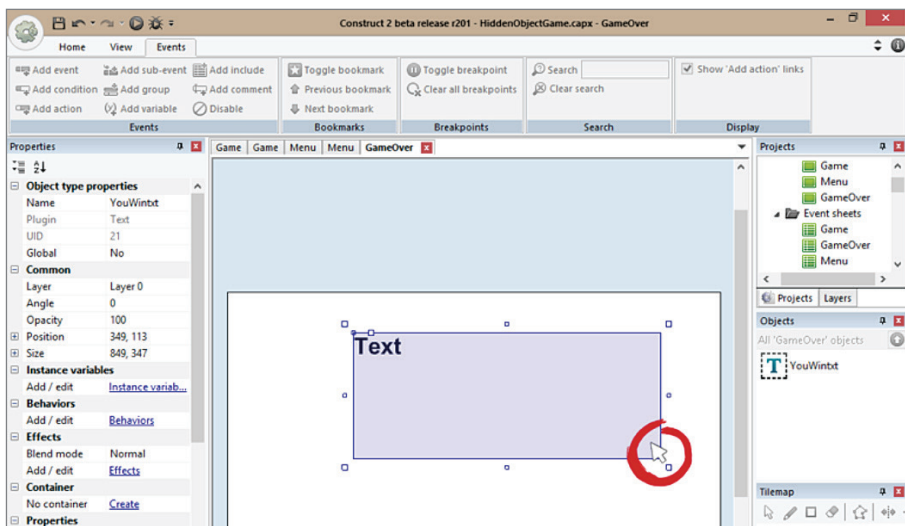 Construct 2 beta release r201 - HiddenObjectGame.capx - GameOver
Home View Events
Add event Add sub-event Add include
Add condition Add group Add comment
Add action Add variable Disable
Events
Toggle bookmark
Previous bookmark
Next bookmark
Bookmarks
Toggle breakpoint
Clear all breakpoints
Breakpoints
Search
Clear search
Search
Show 'Add action' links
Display
Properties
Object type properties
Name YouWintxt
Plugin Text
UID 21
Global No
Common
Layer Layer 0
Angle 0
Opacity 100
Position 349, 113
Size 849, 347
Instance variables
Add / edit Instance variab...
Behaviors
Add / edit Behaviors
Effects
Blend mode Normal
Add / edit Effects
Container
No container Create
Properties
Game Game Menu Menu GameOver
Text
Projects
Game
Menu
GameOver
Event sheets
Game
GameOver
Menu
Projects Layers
Objects
All 'GameOver' objects
T YouWintxt
Tilemap